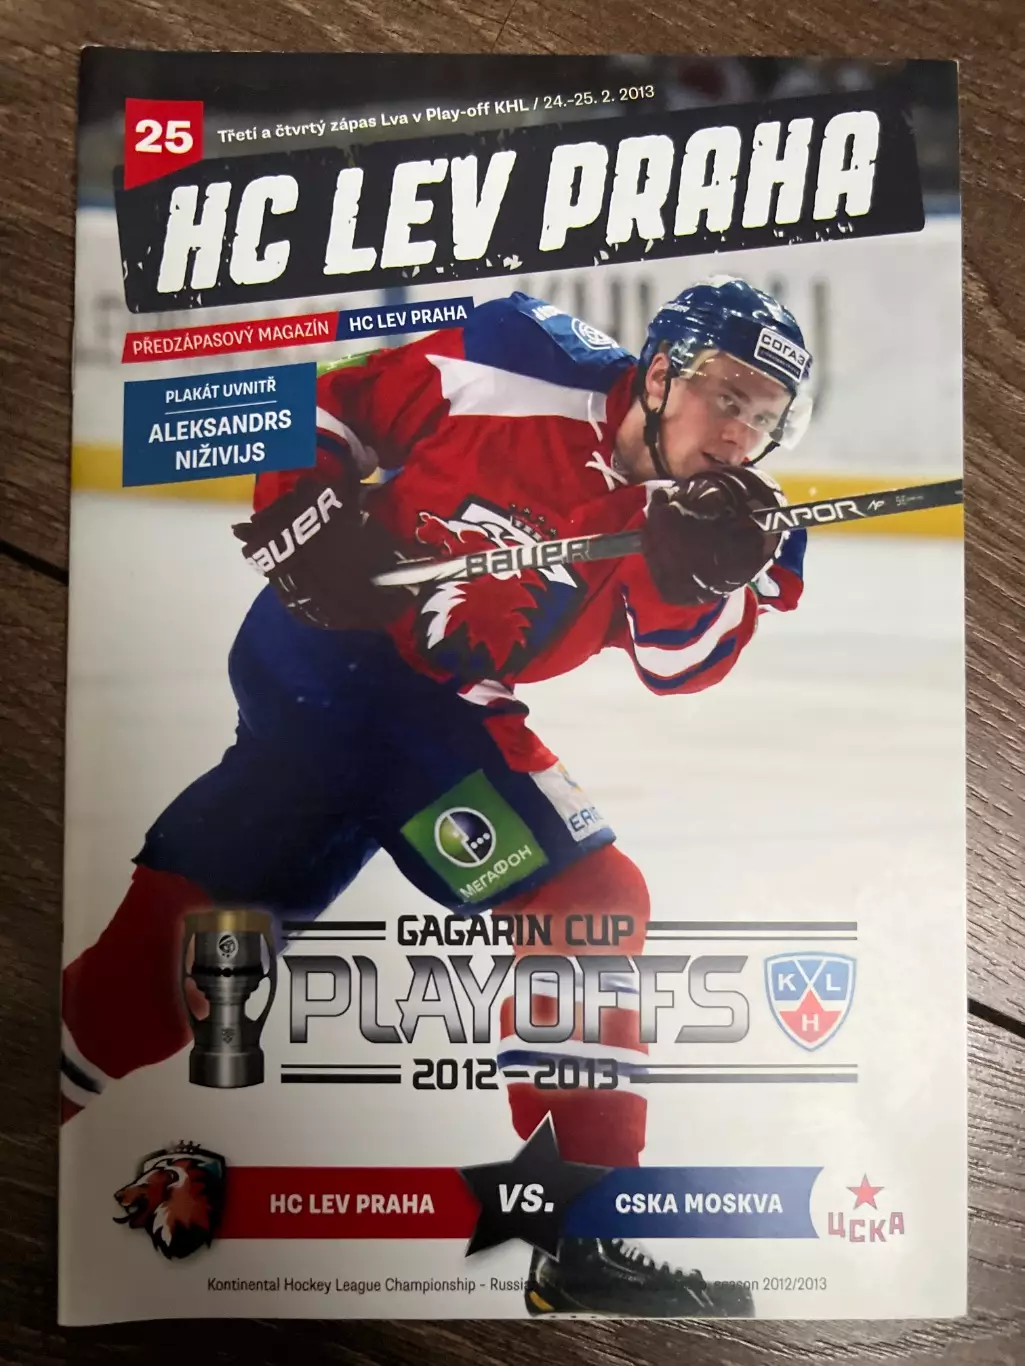 25
Třetí a čtvrtý zápas Lva v Play-off KHL / 24.-25. 2. 2013
HC LEV PRAHA
PŘEDZÁPASOVÝ MAGAZÍN HC LEV PRAHA
PLAKÁT UVNITŘ
ALEKSANDRS
NIŽIVIJS
СОГАЗ
BAUER
BAUER VAPOR
МЕГАФОН
GAGARIN CUP
PLAYOFFS
KHL
2012–2013
HC LEV PRAHA VS. CSKA MOSKVA
ЦСКА
Kontinental Hockey League Championship - Russia season 2012/2013